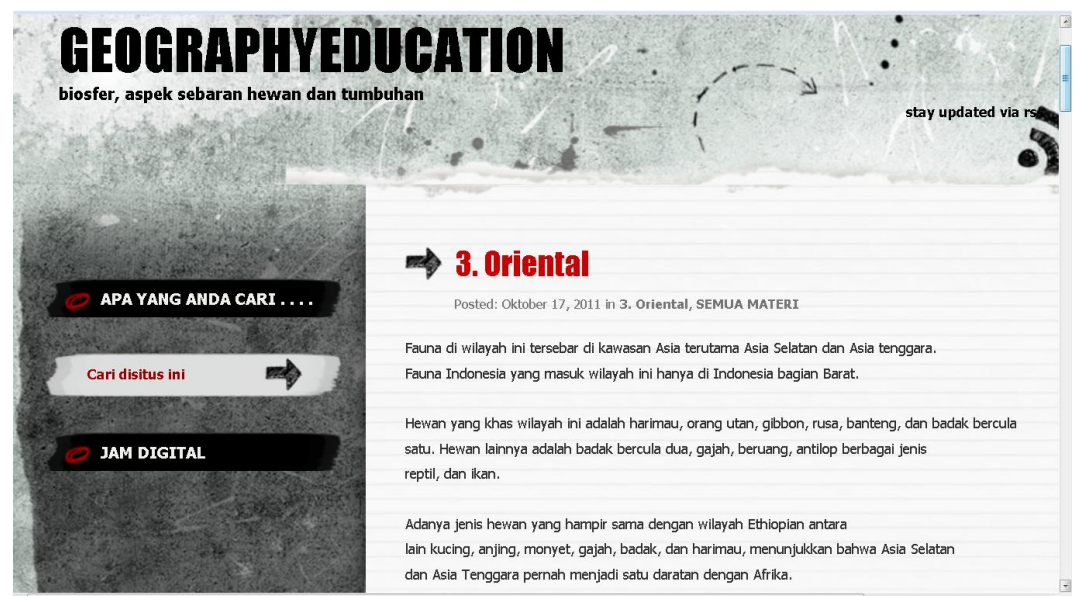 GEOGRAPHYEDUCATION
biosfer, aspek sebaran hewan dan tumbuhan
stay updated via rss
APA YANG ANDA CARI . . . .
Cari disitus ini
JAM DIGITAL
3. Oriental
Posted: Oktober 17, 2011 in 3. Oriental, SEMUA MATERI
Fauna di wilayah ini tersebar di kawasan Asia terutama Asia Selatan dan Asia tenggara.
Fauna Indonesia yang masuk wilayah ini hanya di Indonesia bagian Barat.
Hewan yang khas wilayah ini adalah harimau, orang utan, gibbon, rusa, banteng, dan badak bercula
satu. Hewan lainnya adalah badak bercula dua, gajah, beruang, antilop berbagai jenis
reptil, dan ikan.
Adanya jenis hewan yang hampir sama dengan wilayah Ethiopian antara
lain kucing, anjing, monyet, gajah, badak, dan harimau, menunjukkan bahwa Asia Selatan
dan Asia Tenggara pernah menjadi satu daratan dengan Afrika.